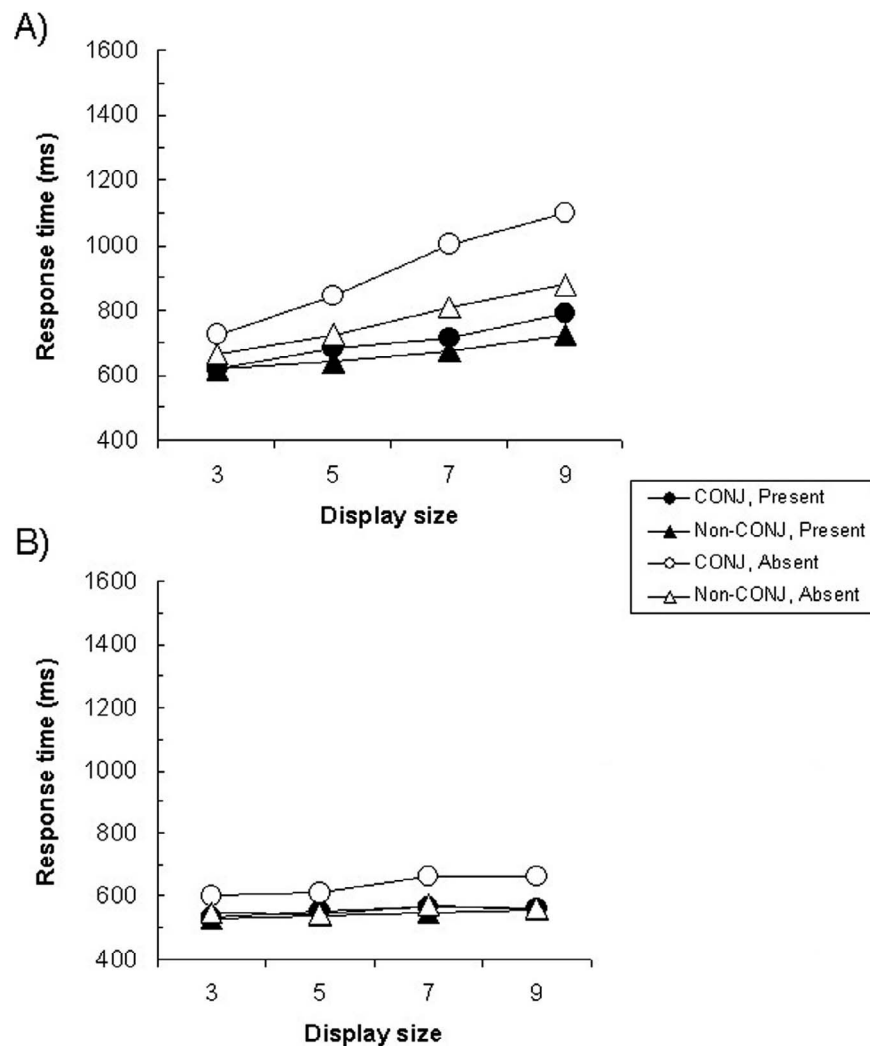 A)
1600
1400
1200
1000
800
600
400
Response time (ms)
3 5 7 9
Display size
CONJ, Present
Non-CONJ, Present
CONJ, Absent
Non-CONJ, Absent
B)
1600
1400
1200
1000
800
600
400
Response time (ms)
3 5 7 9
Display size